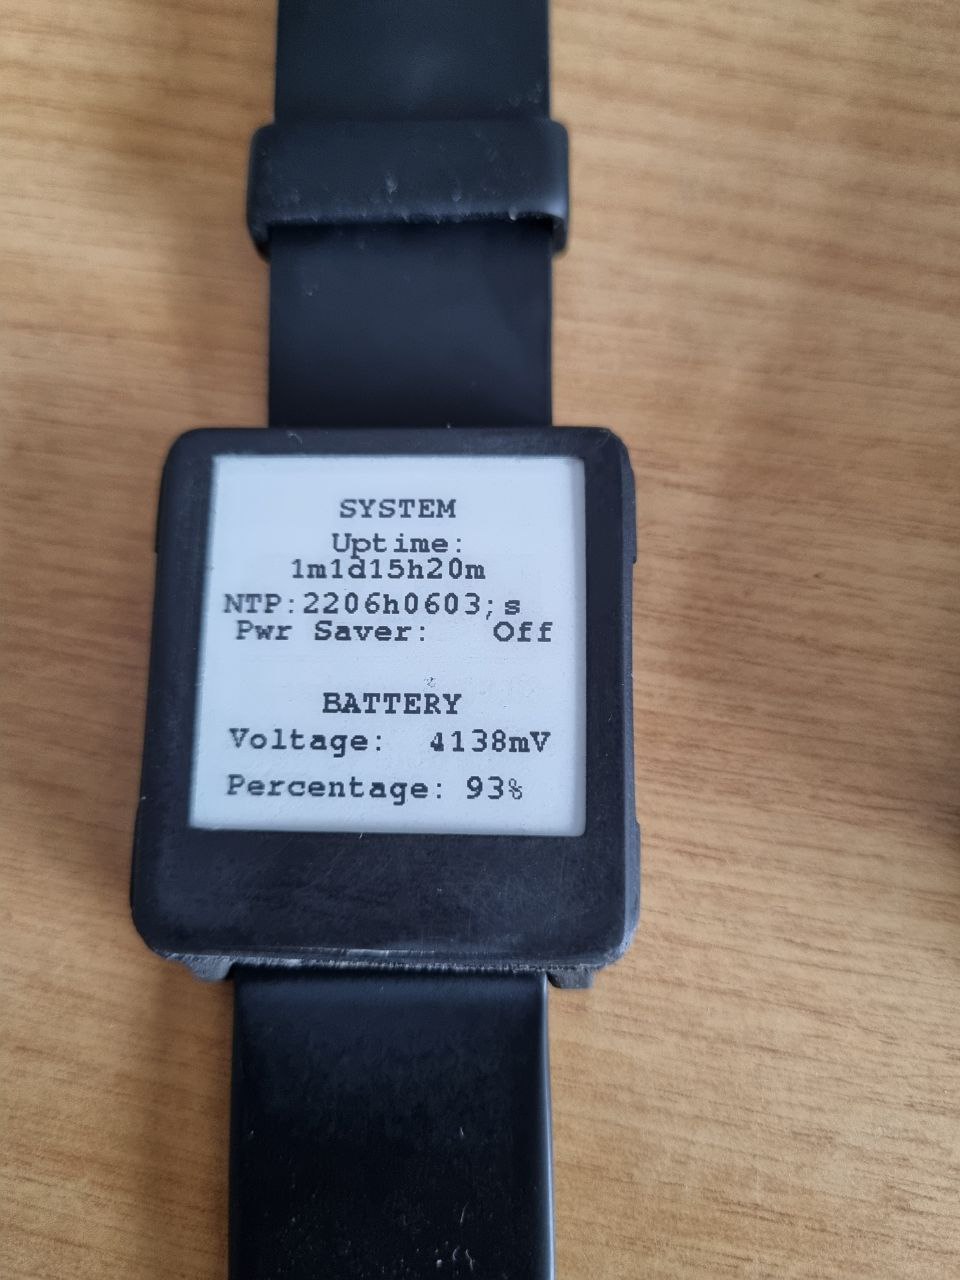 SYSTEM
Uptime:
1m1d15h20m
NTP:2206h0603;s
Pwr Saver: Off
BATTERY
Voltage: 4138mV
Percentage: 93%